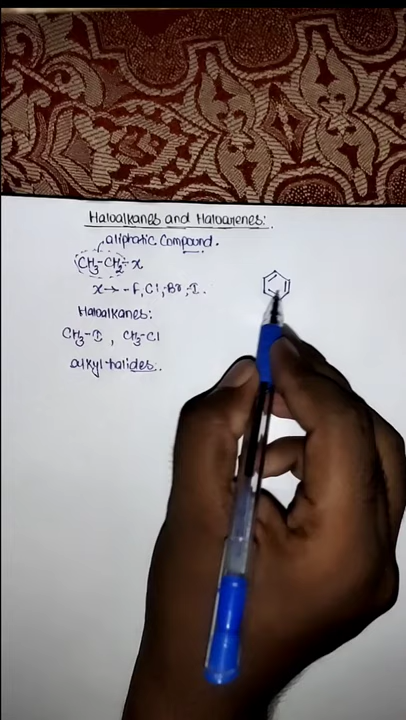 Haloalkanes and Haloarenes:
aliphatic Compound.
CH3-CH2-x
x→ -F, Cl, -Br, -I.
Haloalkanes:
CH3-I , CH3-Cl
alkyl halides.